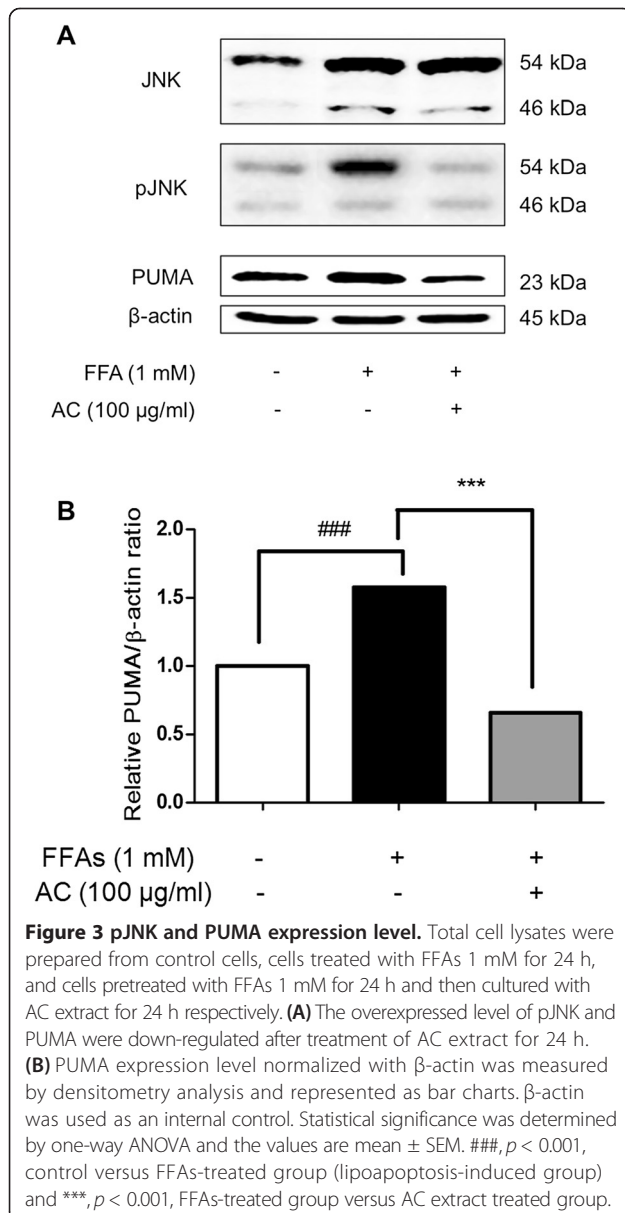 A
JNK
54 kDa
46 kDa
pJNK
54 kDa
46 kDa
PUMA
23 kDa
β-actin
45 kDa
FFA (1 mM) - + +
AC (100 µg/ml) - - +
B
Relative PUMA/β-actin ratio
2.0
1.5
1.0
0.5
0.0
###
***
FFAs (1 mM) - + +
AC (100 µg/ml) - - +
Figure 3 pJNK and PUMA expression level. Total cell lysates were
prepared from control cells, cells treated with FFAs 1 mM for 24 h,
and cells pretreated with FFAs 1 mM for 24 h and then cultured with
AC extract for 24 h respectively. (A) The overexpressed level of pJNK and
PUMA were down-regulated after treatment of AC extract for 24 h.
(B) PUMA expression level normalized with β-actin was measured
by densitometry analysis and represented as bar charts. β-actin
was used as an internal control. Statistical significance was determined
by one-way ANOVA and the values are mean ± SEM. ###, p < 0.001,
control versus FFAs-treated group (lipoapoptosis-induced group)
and ***, p < 0.001, FFAs-treated group versus AC extract treated group.